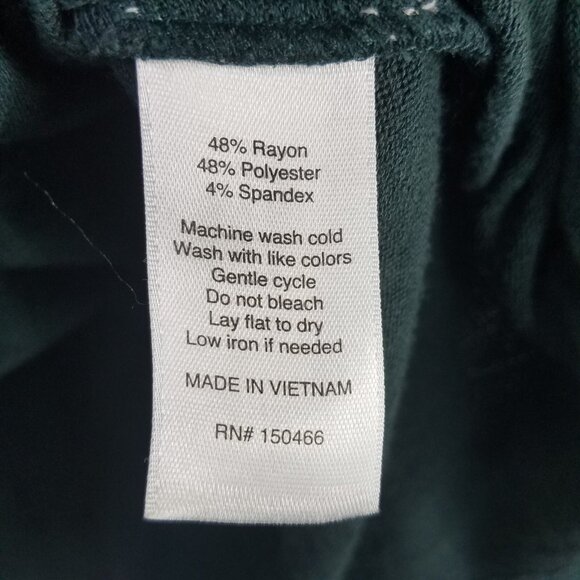 48% Rayon
48% Polyester
4% Spandex
Machine wash cold
Wash with like colors
Gentle cycle
Do not bleach
Lay flat to dry
Low iron if needed
MADE IN VIETNAM
RN# 150466